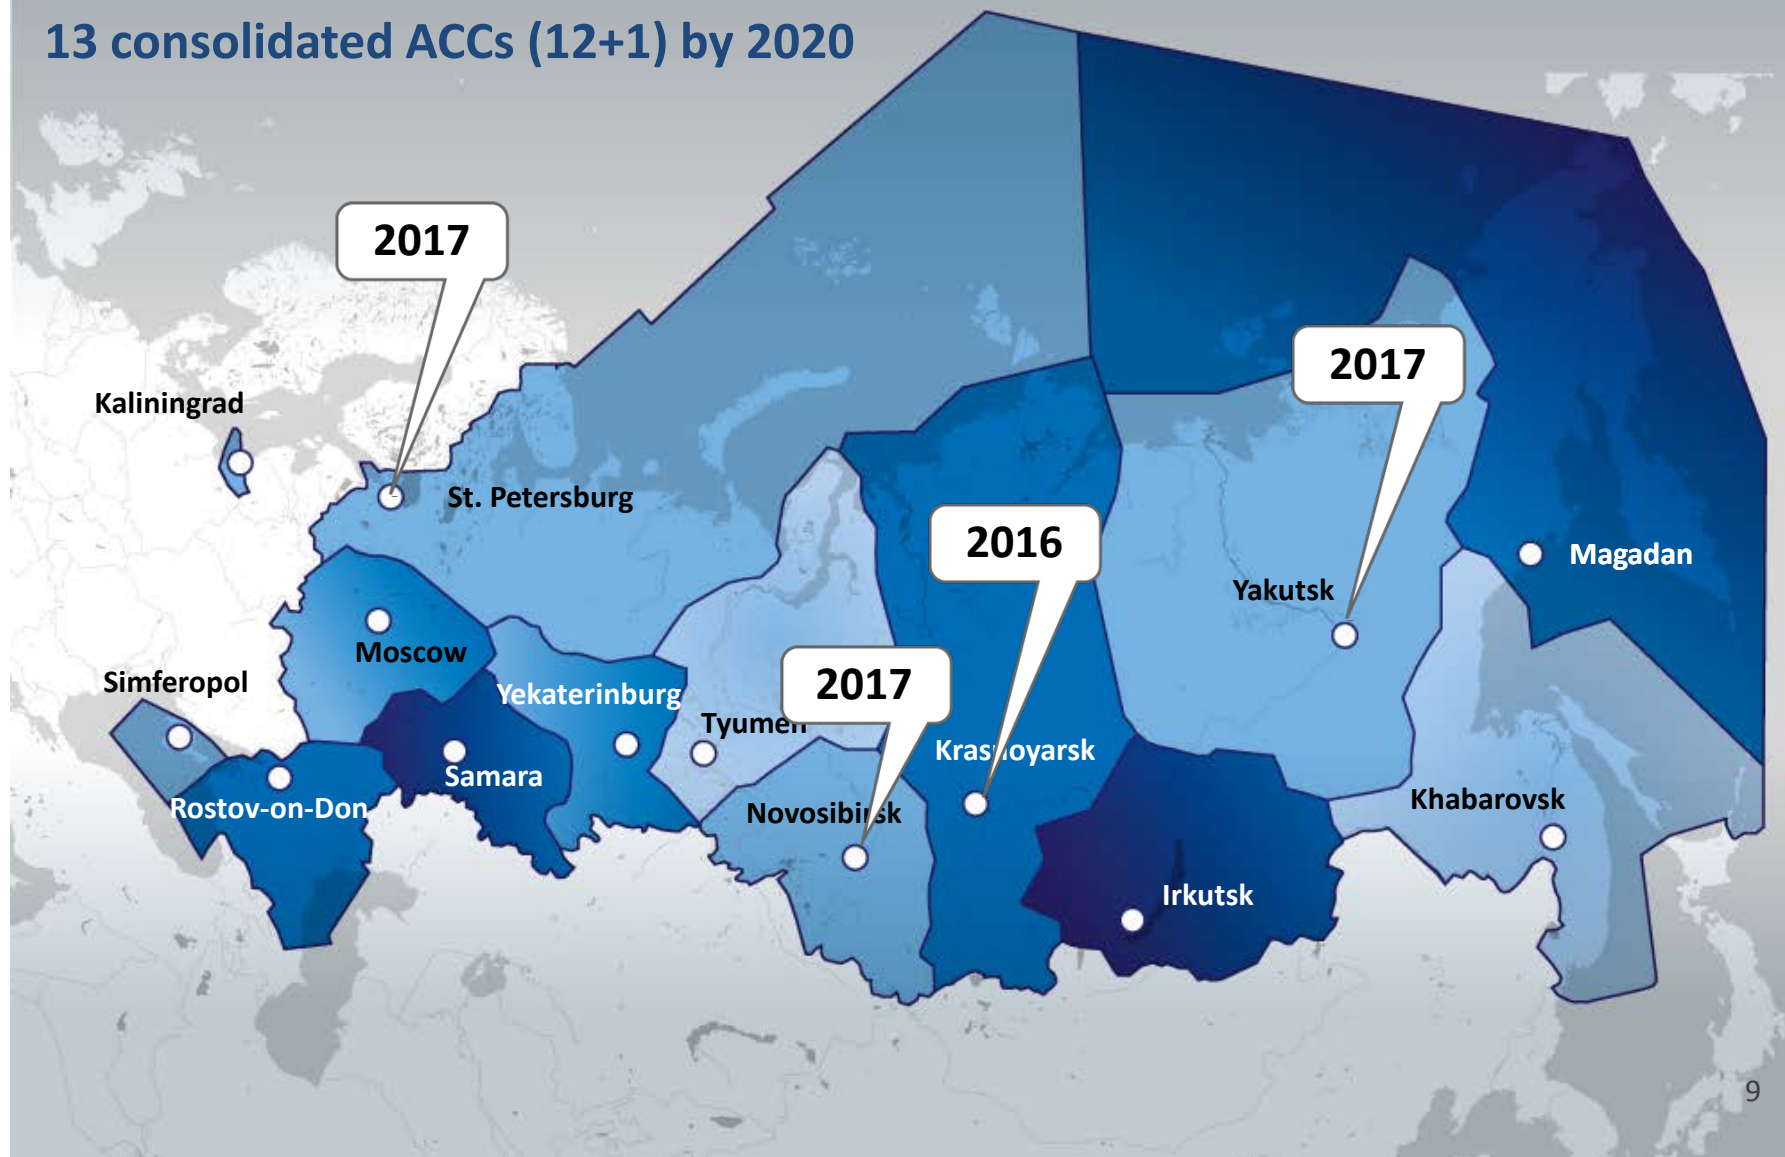 13 consolidated ACCs (12+1) by 2020
2017
2017
Kaliningrad
St. Petersburg
2016
Magadan
Yakutsk
Moscow
Simferopol
Yekaterinburg
2017
Tyumen
Krasnoyarsk
Samara
Rostov-on-Don
Novosibirsk
Khabarovsk
Irkutsk
9